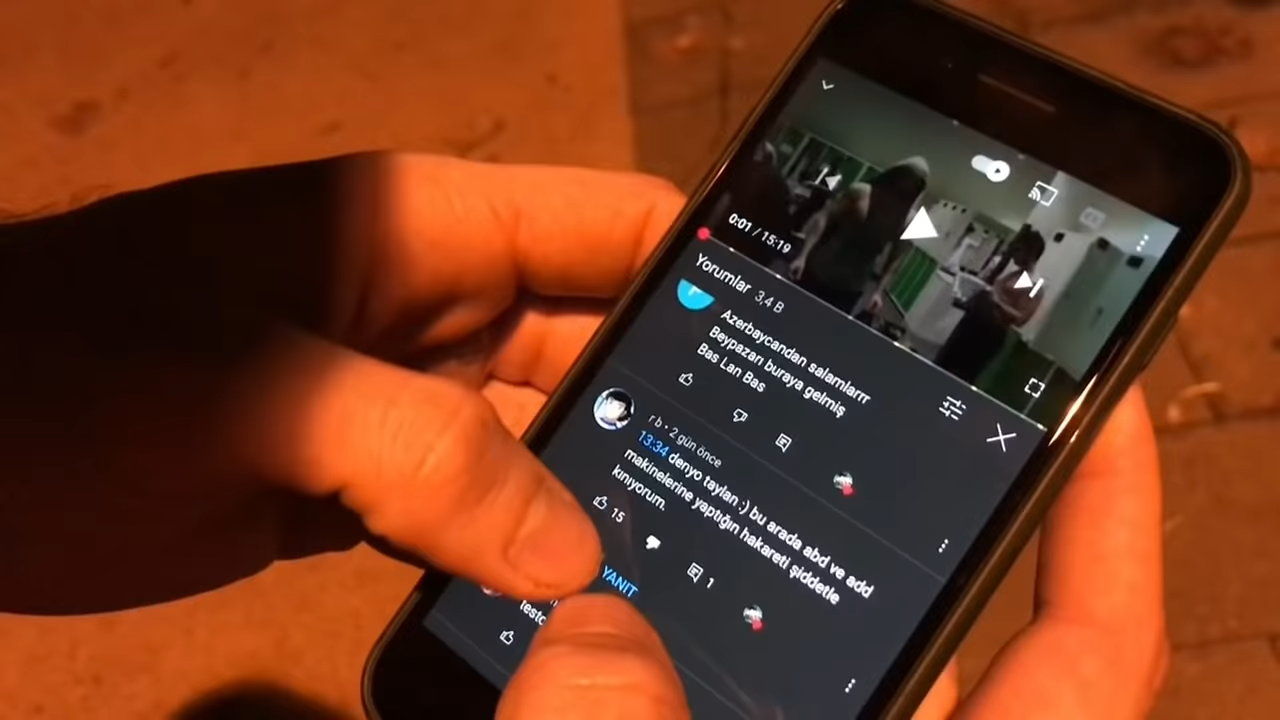 0:01 / 15:19
Yorumlar 3,4 B
Azerbaycandan salamlarrr
Beypazarı buraya gelmiş
Bas Lan Bas
r b • 2 gün önce
13:34 denyo taylan :) bu arada abd ve add
makinelerine yaptığın hakareti şiddetle
kınıyorum.
15
1
YANIT